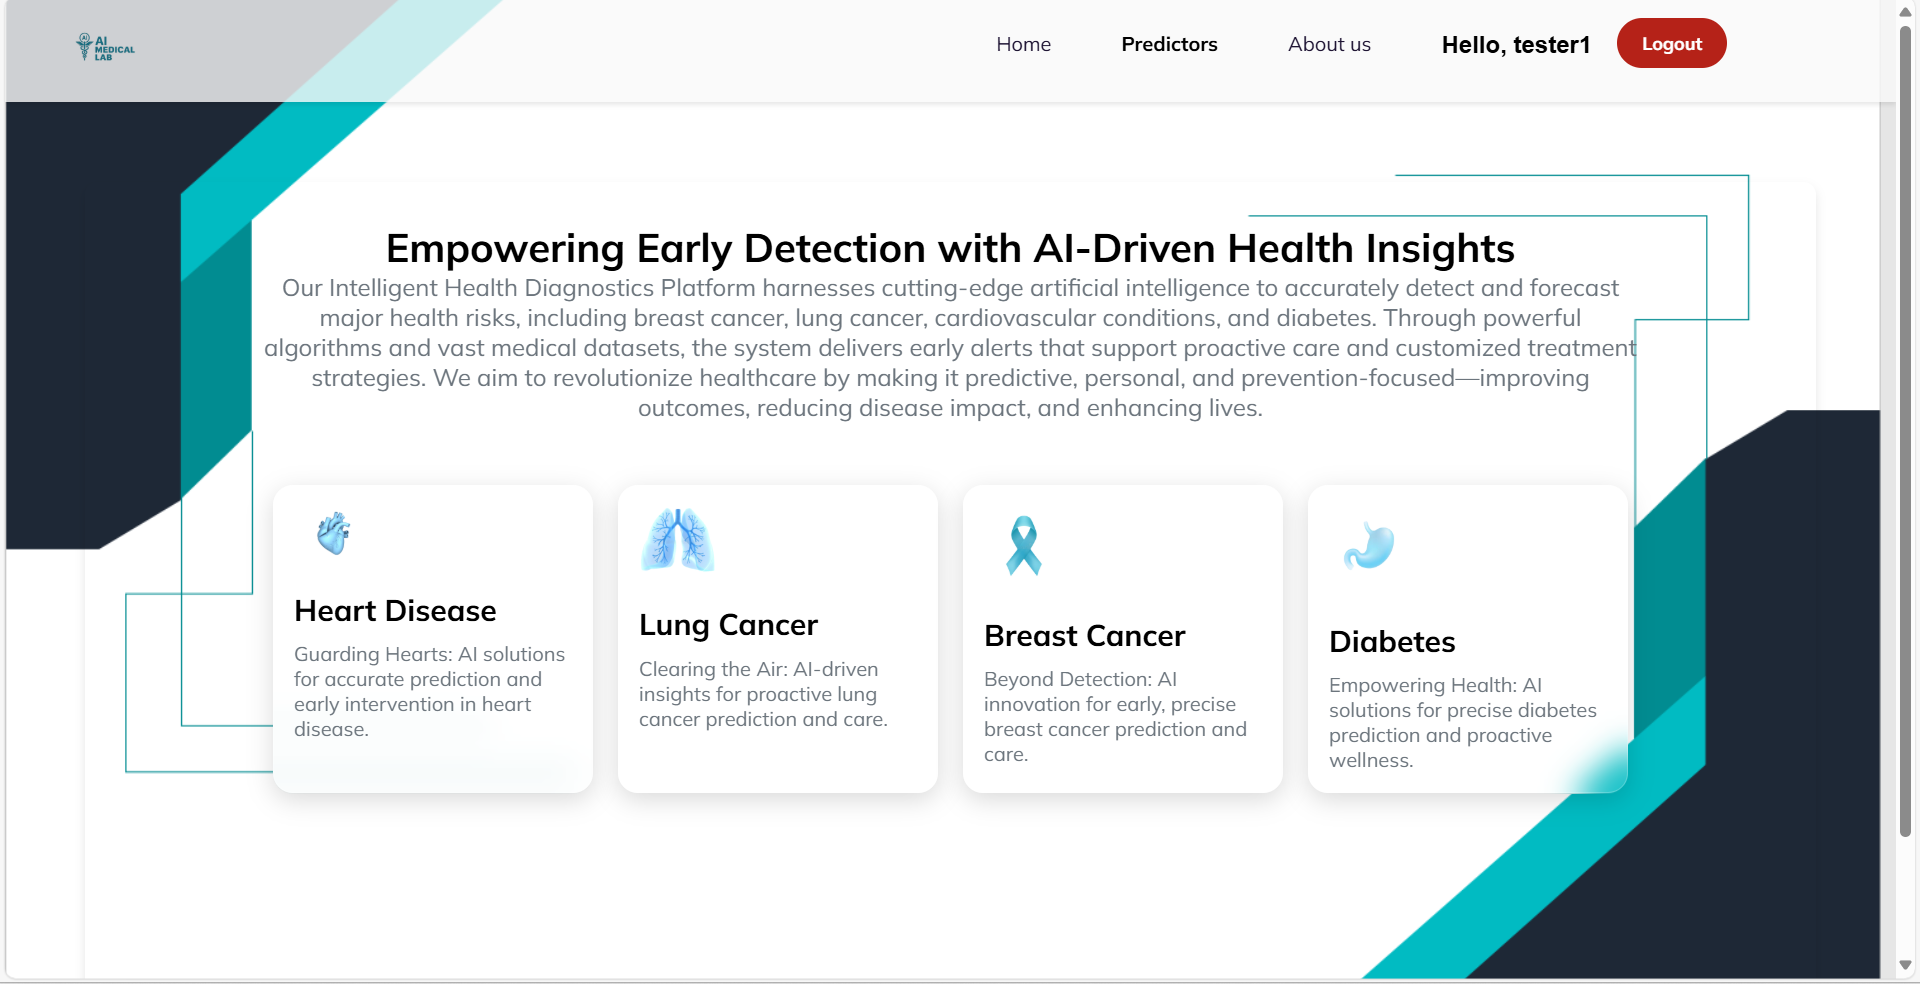 AI
AI
MEDICAL
LAB
Home
Predictors
About us
Hello, tester1
Logout
Empowering Early Detection with AI-Driven Health Insights
Our Intelligent Health Diagnostics Platform harnesses cutting-edge artificial intelligence to accurately detect and forecast
major health risks, including breast cancer, lung cancer, cardiovascular conditions, and diabetes. Through powerful
algorithms and vast medical datasets, the system delivers early alerts that support proactive care and customized treatment
strategies. We aim to revolutionize healthcare by making it predictive, personal, and prevention-focused—improving
outcomes, reducing disease impact, and enhancing lives.
Heart Disease
Guarding Hearts: AI solutions
for accurate prediction and
early intervention in heart
disease.
Lung Cancer
Clearing the Air: AI-driven
insights for proactive lung
cancer prediction and care.
Breast Cancer
Beyond Detection: AI
innovation for early, precise
breast cancer prediction and
care.
Diabetes
Empowering Health: AI
solutions for precise diabetes
prediction and proactive
wellness.